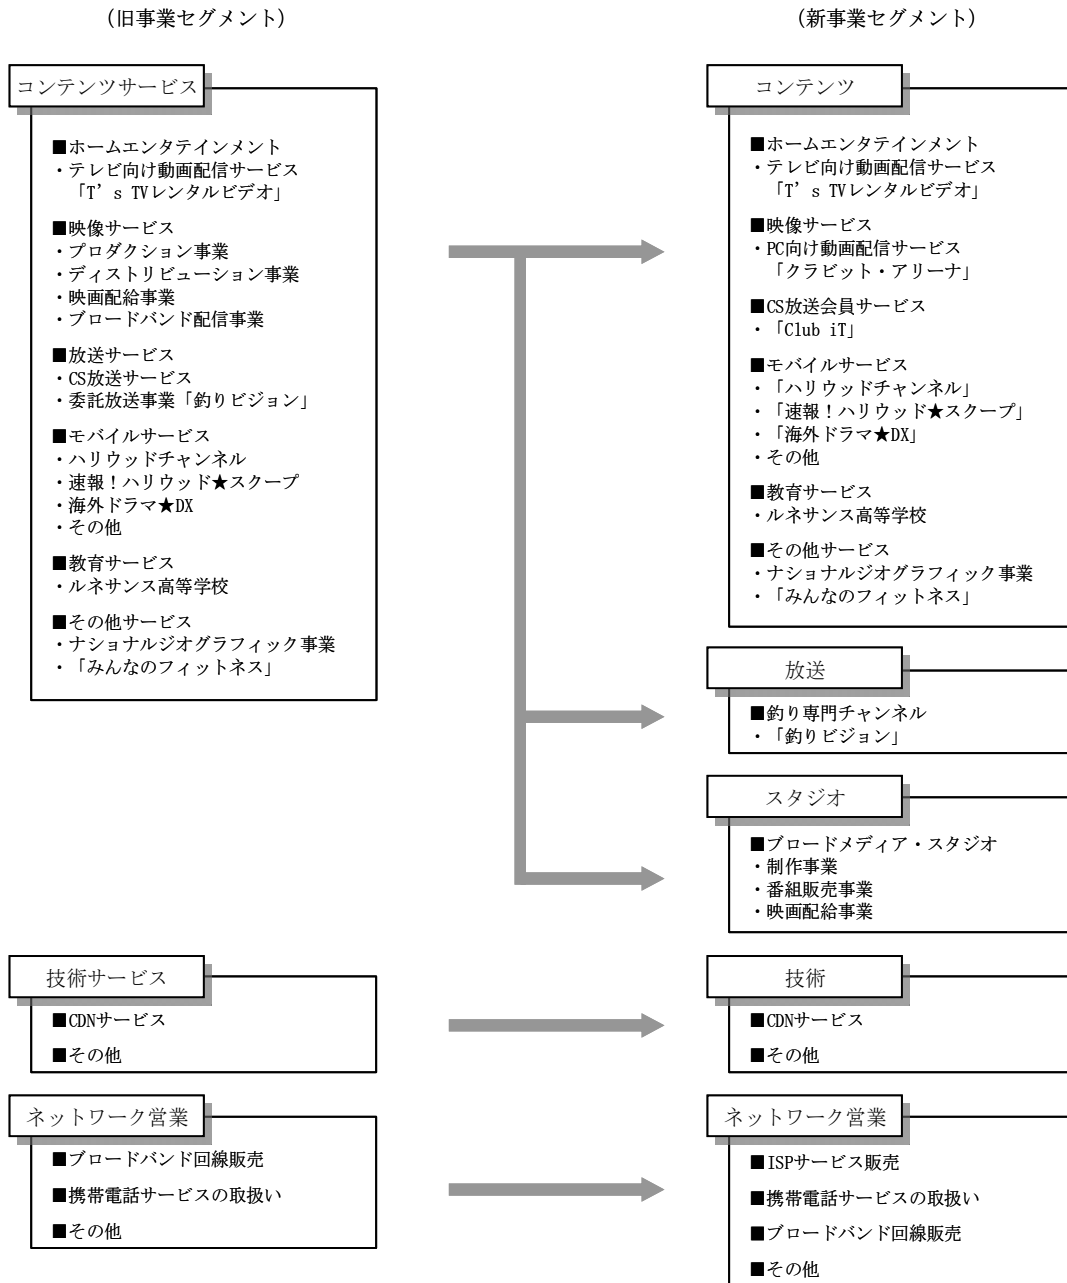 (旧事業セグメント)
コンテンツサービス
■ホームエンタテインメント
・テレビ向け動画配信サービス
「T’s TVレンタルビデオ」
■映像サービス
・プロダクション事業
・ディストリビューション事業
・映画配給事業
・ブロードバンド配信事業
■放送サービス
・CS放送サービス
・委託放送事業「釣りビジョン」
■モバイルサービス
・ハリウッドチャンネル
・速報！ハリウッド★スクープ
・海外ドラマ★DX
・その他
■教育サービス
・ルネサンス高等学校
■その他サービス
・ナショナルジオグラフィック事業
・「みんなのフィットネス」
技術サービス
■CDNサービス
■その他
ネットワーク営業
■ブロードバンド回線販売
■携帯電話サービスの取扱い
■その他
(新事業セグメント)
コンテンツ
■ホームエンタテインメント
・テレビ向け動画配信サービス
「T’s TVレンタルビデオ」
■映像サービス
・PC向け動画配信サービス
「クラビット・アリーナ」
■CS放送会員サービス
・「Club iT」
■モバイルサービス
・「ハリウッドチャンネル」
・「速報！ハリウッド★スクープ」
・「海外ドラマ★DX」
・その他
■教育サービス
・ルネサンス高等学校
■その他サービス
・ナショナルジオグラフィック事業
・「みんなのフィットネス」
放送
■釣り専門チャンネル
・「釣りビジョン」
スタジオ
■ブロードメディア・スタジオ
・制作事業
・番組販売事業
・映画配給事業
技術
■CDNサービス
■その他
ネットワーク営業
■ISPサービス販売
■携帯電話サービスの取扱い
■ブロードバンド回線販売
■その他